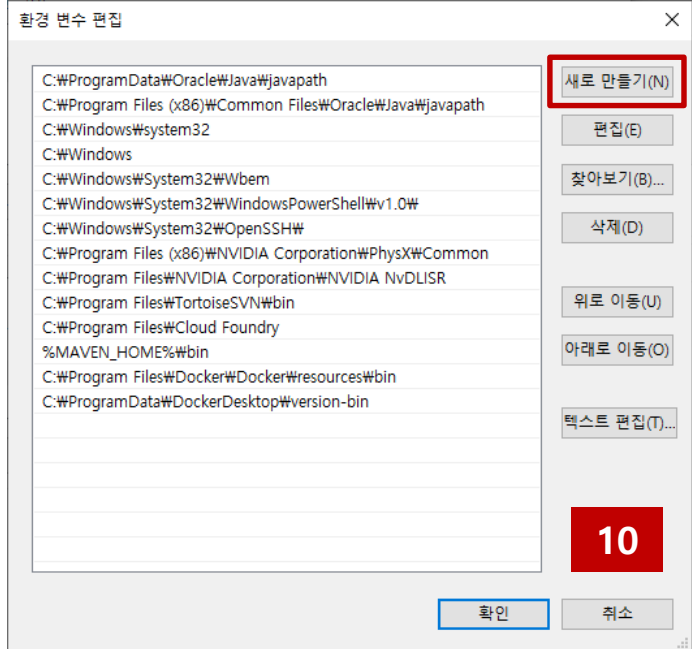 환경 변수 편집
C:₩ProgramData₩Oracle₩Java₩javapath
C:₩Program Files (x86)₩Common Files₩Oracle₩Java₩javapath
C:₩Windows₩system32
C:₩Windows
C:₩Windows₩System32₩Wbem
C:₩Windows₩System32₩WindowsPowerShell₩v1.0₩
C:₩Windows₩System32₩OpenSSH₩
C:₩Program Files (x86)₩NVIDIA Corporation₩PhysX₩Common
C:₩Program Files₩NVIDIA Corporation₩NVIDIA NvDLISR
C:₩Program Files₩TortoiseSVN₩bin
C:₩Program Files₩Cloud Foundry
%MAVEN_HOME%₩bin
C:₩Program Files₩Docker₩Docker₩resources₩bin
C:₩ProgramData₩DockerDesktop₩version-bin
새로 만들기(N)
편집(E)
찾아보기(B)...
삭제(D)
위로 이동(U)
아래로 이동(O)
텍스트 편집(T)...
10
확인
취소